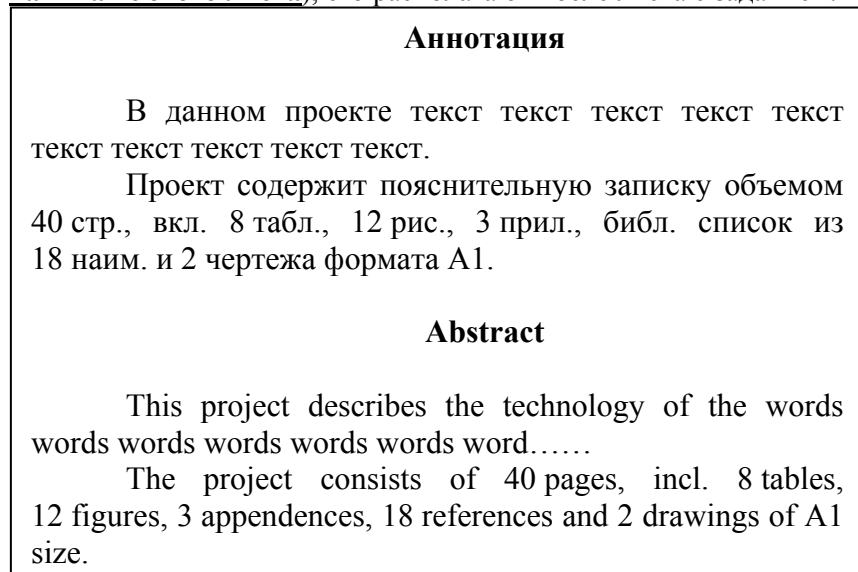 Аннотация
В данном проекте текст текст текст текст текст
текст текст текст текст текст.
Проект содержит пояснительную записку объемом
40 стр., вкл. 8 табл., 12 рис., 3 прил., библ. список из
18 наим. и 2 чертежа формата А1.
Abstract
This project describes the technology of the words
words words words words words word……
The project consists of 40 pages, incl. 8 tables,
12 figures, 3 appendences, 18 references and 2 drawings of A1
size.